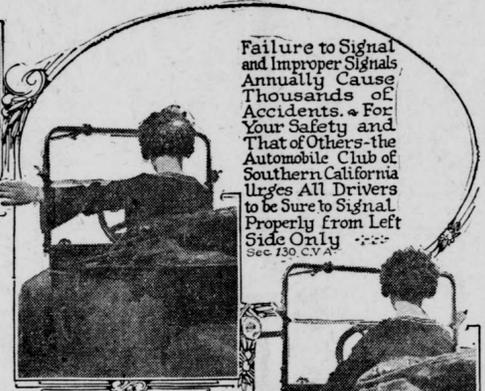 Failure to Signal
and Improper Signals
Annually Cause
Thousands of
Accidents. & For
Your Safety and
That of Others-the
Automobile Club of
Southern California
Urges All Drivers
to be Sure to Signal
Properly from Left
Side Only
Sec. 130, C.V.A.